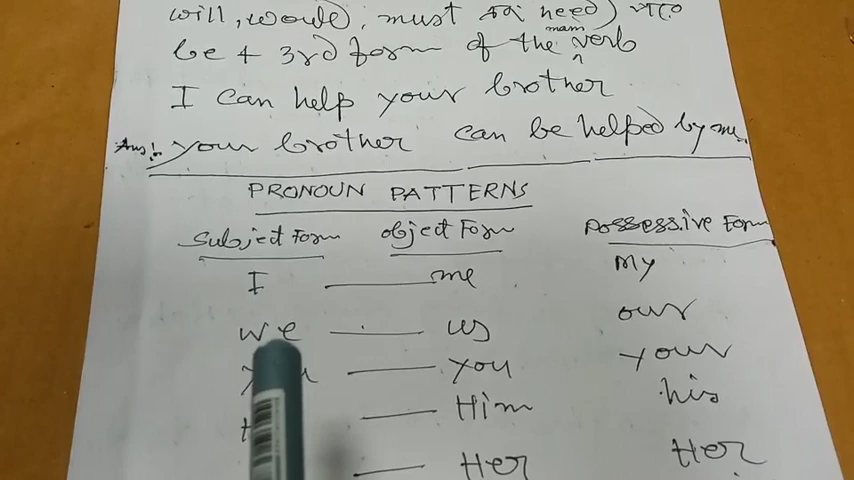 will, would, must need)
be + 3rd form of the main verb
I can help your brother
Ans:- your brother can be helped by me.
PRONOUN PATTERNS
Subject Form object Form Possessive Form
I me My
we us our
you your
Him his
Her Her